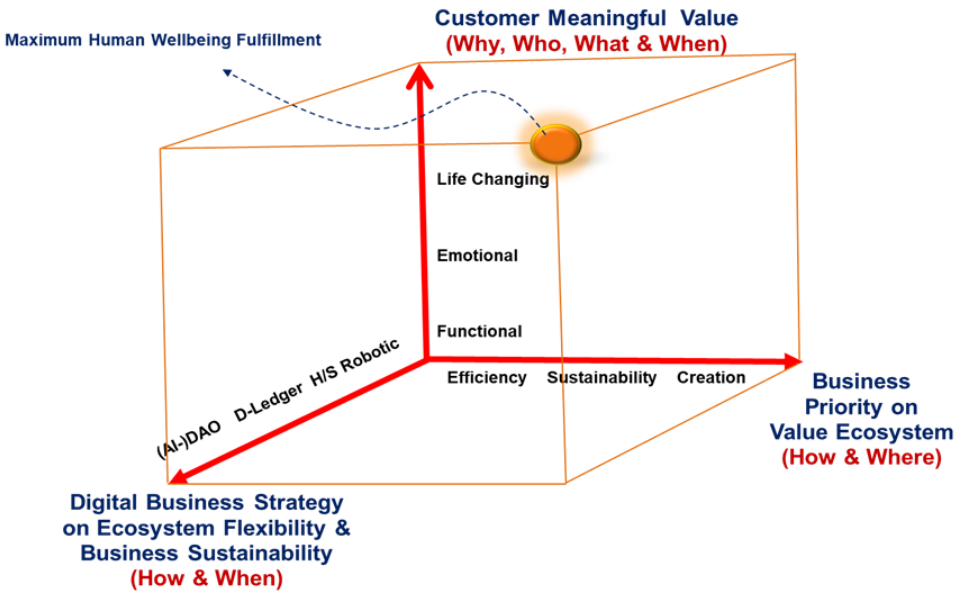 Customer Meaningful Value
(Why, Who, What & When)
Maximum Human Wellbeing Fulfillment
Life Changing
Emotional
Functional
(AI-)DAO D-Ledger H/S Robotic
Efficiency Sustainability Creation
Business
Priority on
Value Ecosystem
(How & Where)
Digital Business Strategy
on Ecosystem Flexibility &
Business Sustainability
(How & When)